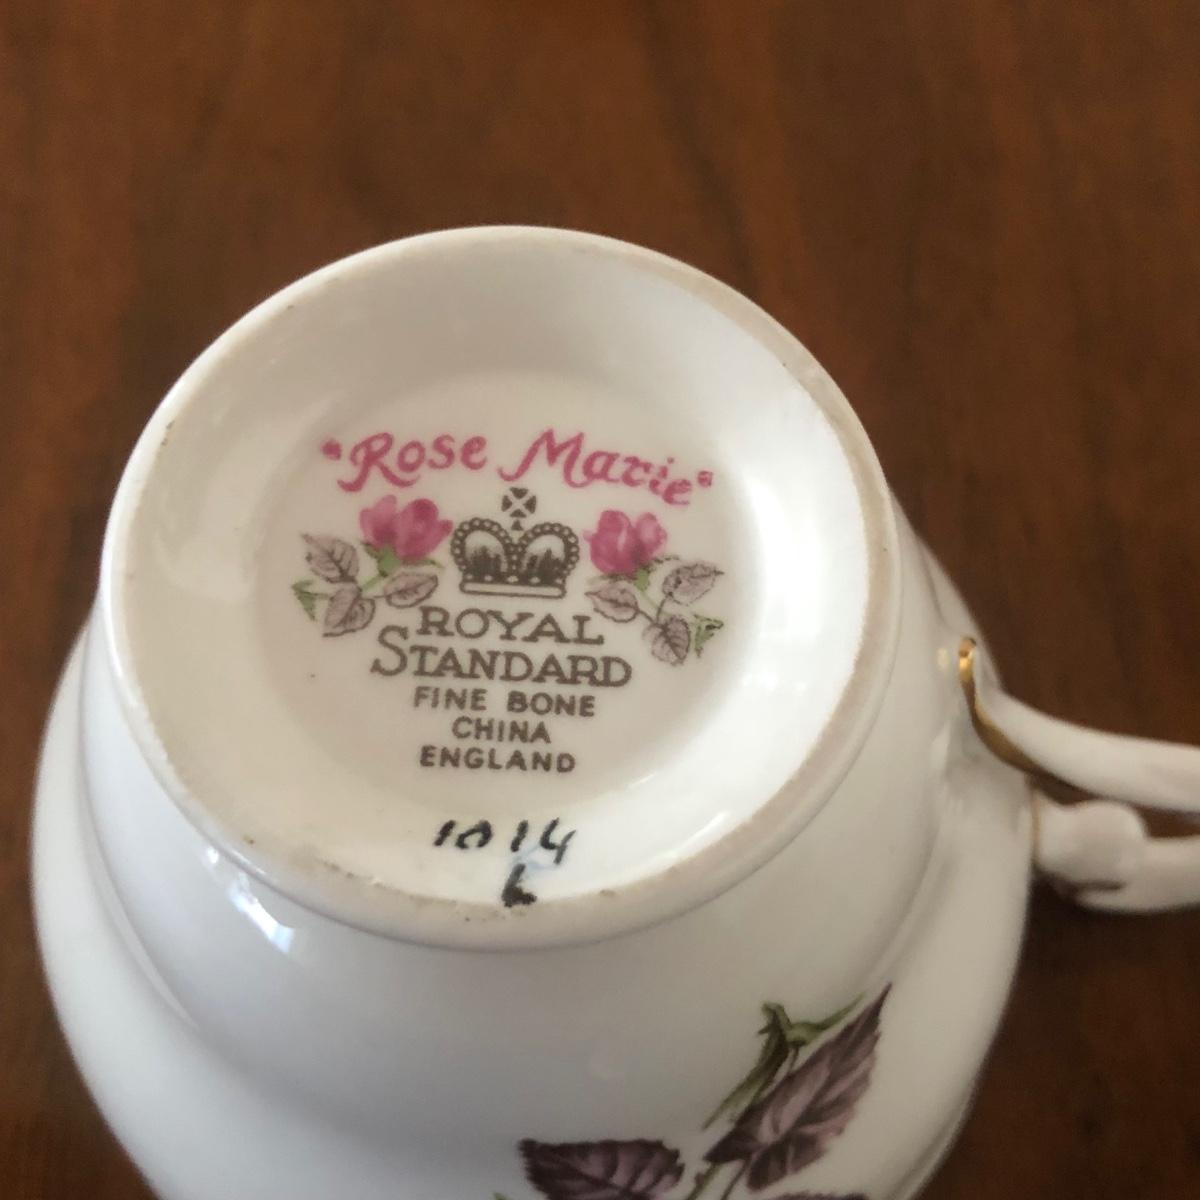 "Rose Marie"
ROYAL
STANDARD
FINE BONE
CHINA
ENGLAND
1014
L